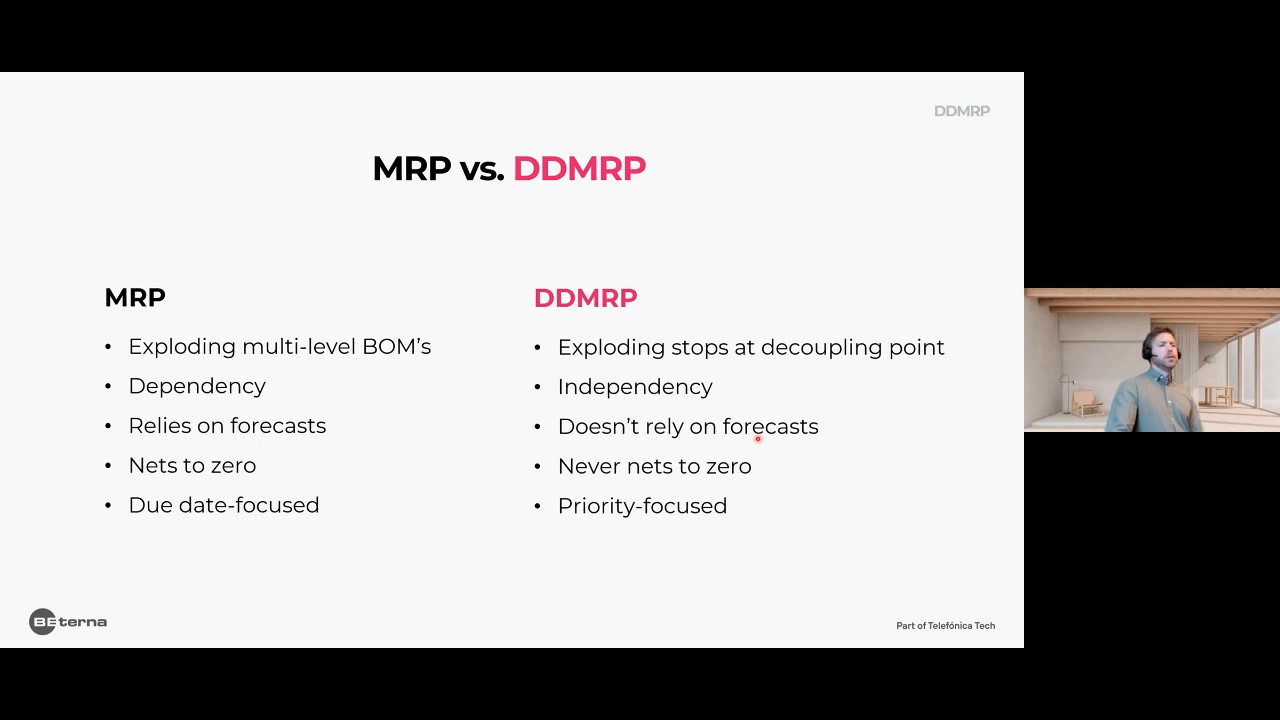 DDMRP
MRP vs. DDMRP
MRP
• Exploding multi-level BOM’s
• Dependency
• Relies on forecasts
• Nets to zero
• Due date-focused
DDMRP
• Exploding stops at decoupling point
• Independency
• Doesn’t rely on forecasts
• Never nets to zero
• Priority-focused
BE-terna
Part of Telefónica Tech